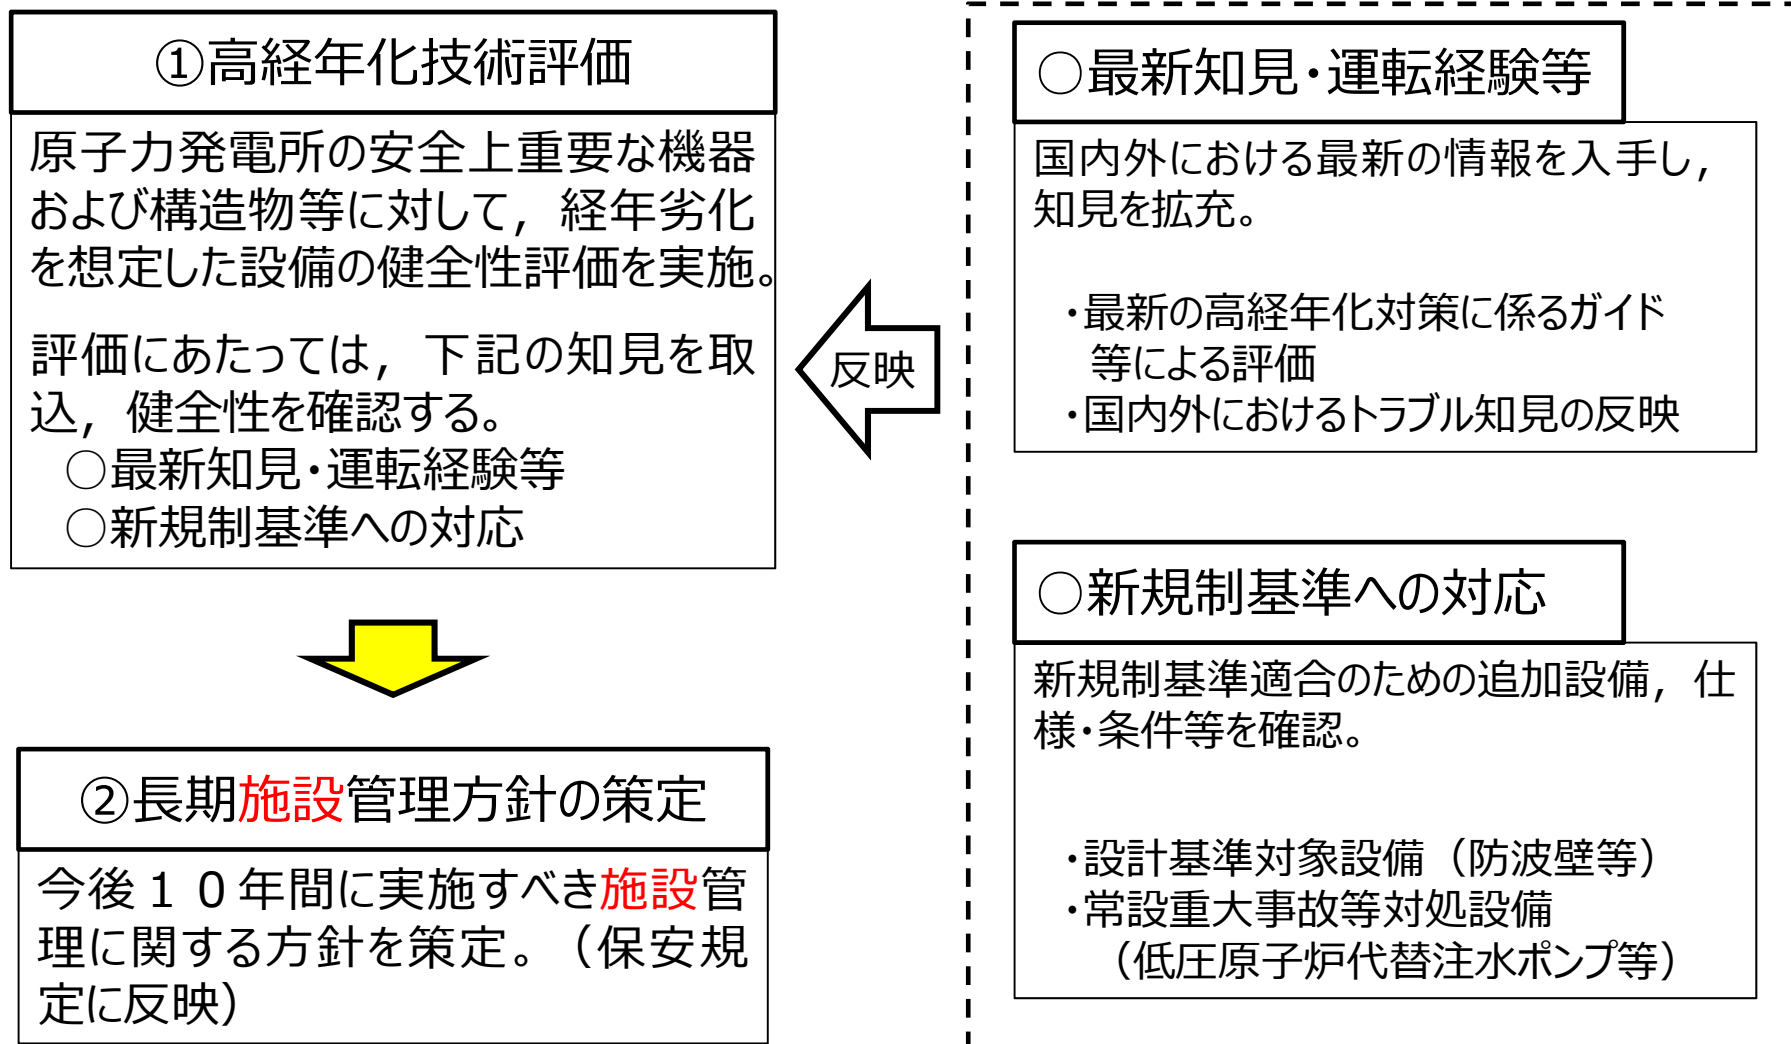 ①高経年化技術評価
原子力発電所の安全上重要な機器
および構造物等に対して，経年劣化
を想定した設備の健全性評価を実施。
評価にあたっては，下記の知見を取
込，健全性を確認する。
○最新知見・運転経験等
○新規制基準への対応
②長期施設管理方針の策定
今後１０年間に実施すべき施設管
理に関する方針を策定。（保安規
定に反映）
反映
○最新知見・運転経験等
国内外における最新の情報を入手し，
知見を拡充。
・最新の高経年化対策に係るガイド
等による評価
・国内外におけるトラブル知見の反映
○新規制基準への対応
新規制基準適合のための追加設備，仕
様・条件等を確認。
・設計基準対象設備（防波壁等）
・常設重大事故等対処設備
（低圧原子炉代替注水ポンプ等）